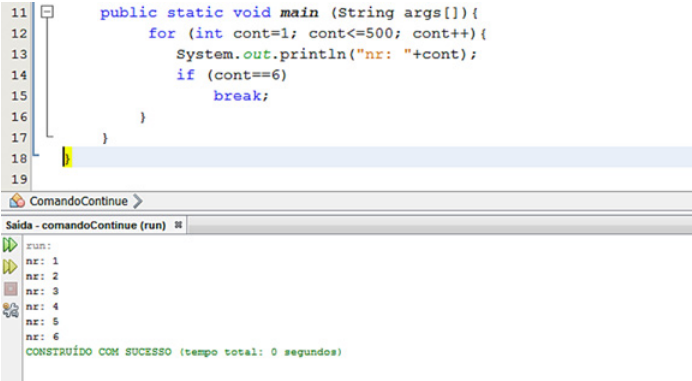 11 public static void main (String args[]){
12 for (int cont=1; cont<=500; cont++){
13 System.out.println("nr: "+cont);
14 if (cont==6)
15 break;
16 }
17 }
18 }
19
ComandoContinue
Saída - comandoContinue (run)
run:
nr: 1
nr: 2
nr: 3
nr: 4
nr: 5
nr: 6
CONSTRUÍDO COM SUCESSO (tempo total: 0 segundos)